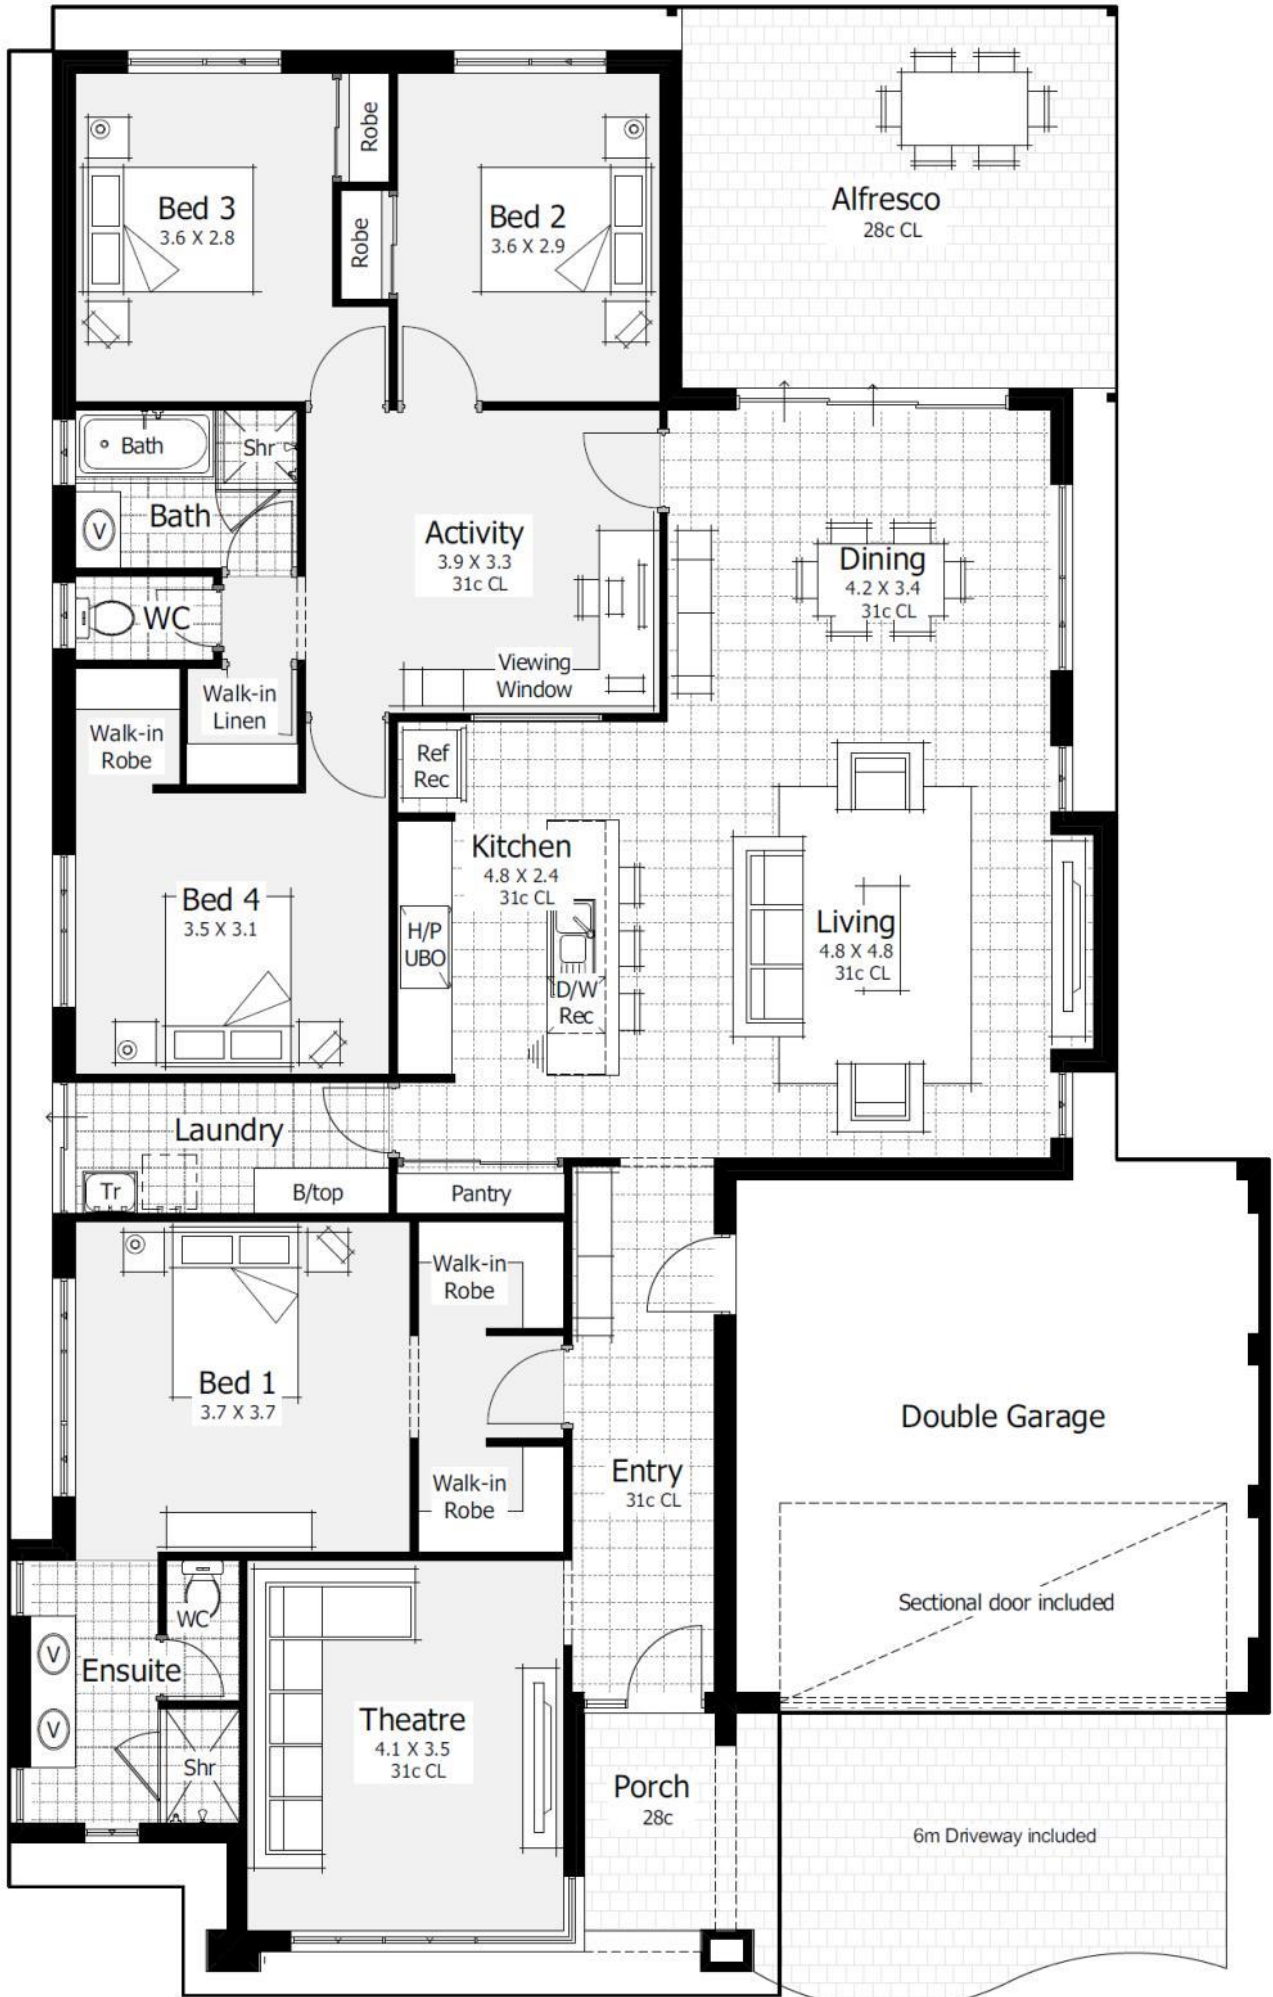 Robe
Bed 3
3.6 X 2.8
Robe
Bed 2
3.6 X 2.9
Alfresco
28c CL
Bath
Shr
Bath
V
Activity
3.9 X 3.3
31c CL
Dining
4.2 X 3.4
31c CL
WC
Viewing
Window
Walk-in
Linen
Walk-in
Robe
Ref
Rec
Kitchen
4.8 X 2.4
31c CL
Bed 4
3.5 X 3.1
H/P
UBO
Living
4.8 X 4.8
31c CL
D/W
Rec
Laundry
Tr
B/top
Pantry
Walk-in
Robe
Bed 1
3.7 X 3.7
Double Garage
Walk-in
Robe
Entry
31c CL
Sectional door included
WC
V
Ensuite
V
Shr
Theatre
4.1 X 3.5
31c CL
Porch
28c
6m Driveway included